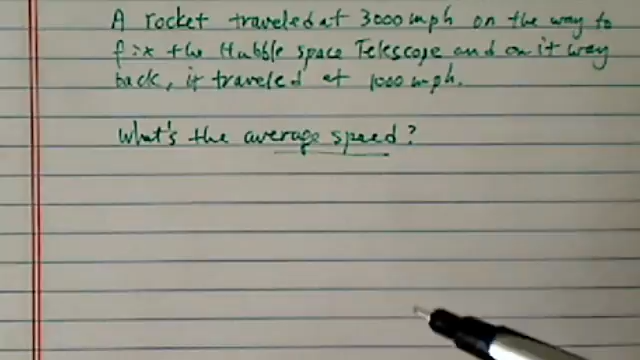 A rocket traveled at 3000 mph on the way to
fix the Hubble space Telescope and on it way
back, it traveled at 1000 mph.
What's the average speed?